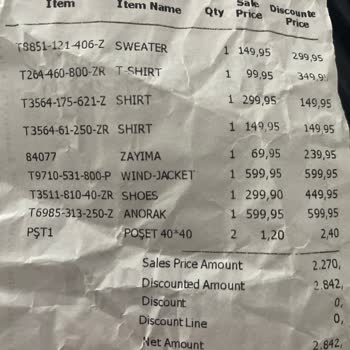 Item Item Name Qty Sale Price Discounte Price
T8851-121-406-Z SWEATER 1 149,95 299,95
T264-460-800-ZR T-SHIRT 1 99,95 349,95
T3564-175-621-Z SHIRT 1 299,95 149,95
T3564-61-250-ZR SHIRT 1 149,95 149,95
84077 ZAYIMA 1 69,95 239,95
T9710-531-800-P WIND-JACKET 1 599,95 599,95
T3511-810-40-ZR SHOES 1 299,90 449,95
T6985-313-250-Z ANORAK 1 599,95 599,95
PŞT1 POŞET 40*40 2 1,20 2,40
Sales Price Amount 2.270,
Discounted Amount 2.842,
Discount 0,
Discount Line 0,
Net Amount 2.842,